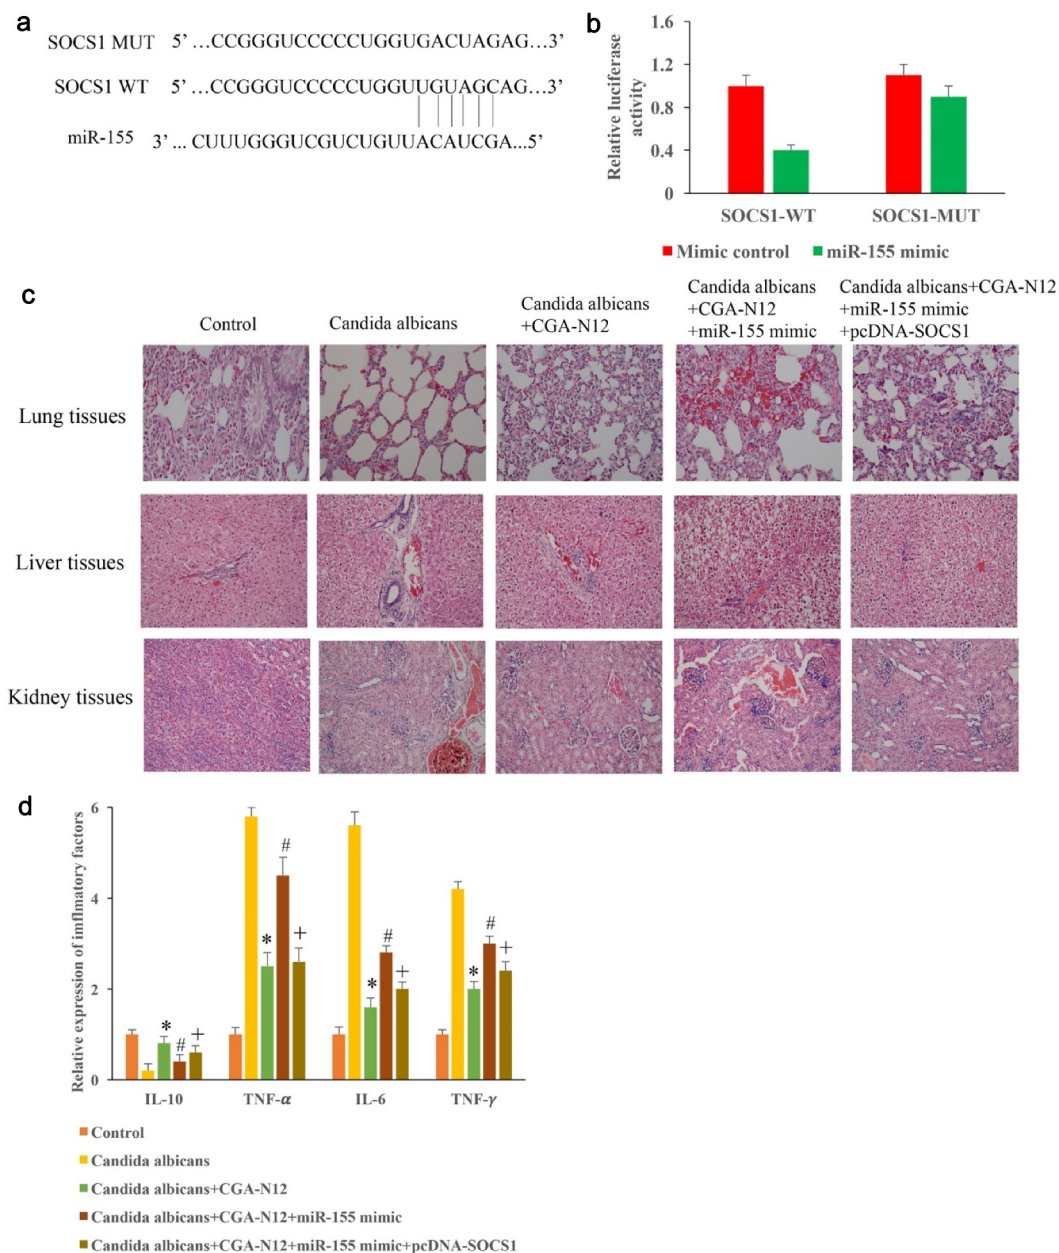 a
SOCS1 MUT 5’ ...CCGGGUCCCCCUGGUGACUAGAG...3’
SOCS1 WT 5’ ...CCGGGUCCCCCUGGUUGUAGCAG...3’
miR-155 3’ ... CUUUGGGUCGUCUGUUACAUCGA...5’
b
Relative luciferase
activity
1.6
1.2
0.8
0.4
0
SOCS1-WT SOCS1-MUT
Mimic control miR-155 mimic
c
Control
Candida albicans
Candida albicans
+CGA-N12
Candida albicans
+CGA-N12
+miR-155 mimic
Candida albicans+CGA-N12
+miR-155 mimic
+pcDNA-SOCS1
Lung tissues
Liver tissues
Kidney tissues
d
Relative expression of imflmatory factors
6
4
2
0
* # +
* # +
* # +
* # +
IL-10 TNF-α IL-6 TNF-γ
Control
Candida albicans
Candida albicans+CGA-N12
Candida albicans+CGA-N12+miR-155 mimic
Candida albicans+CGA-N12+miR-155 mimic+pcDNA-SOCS1